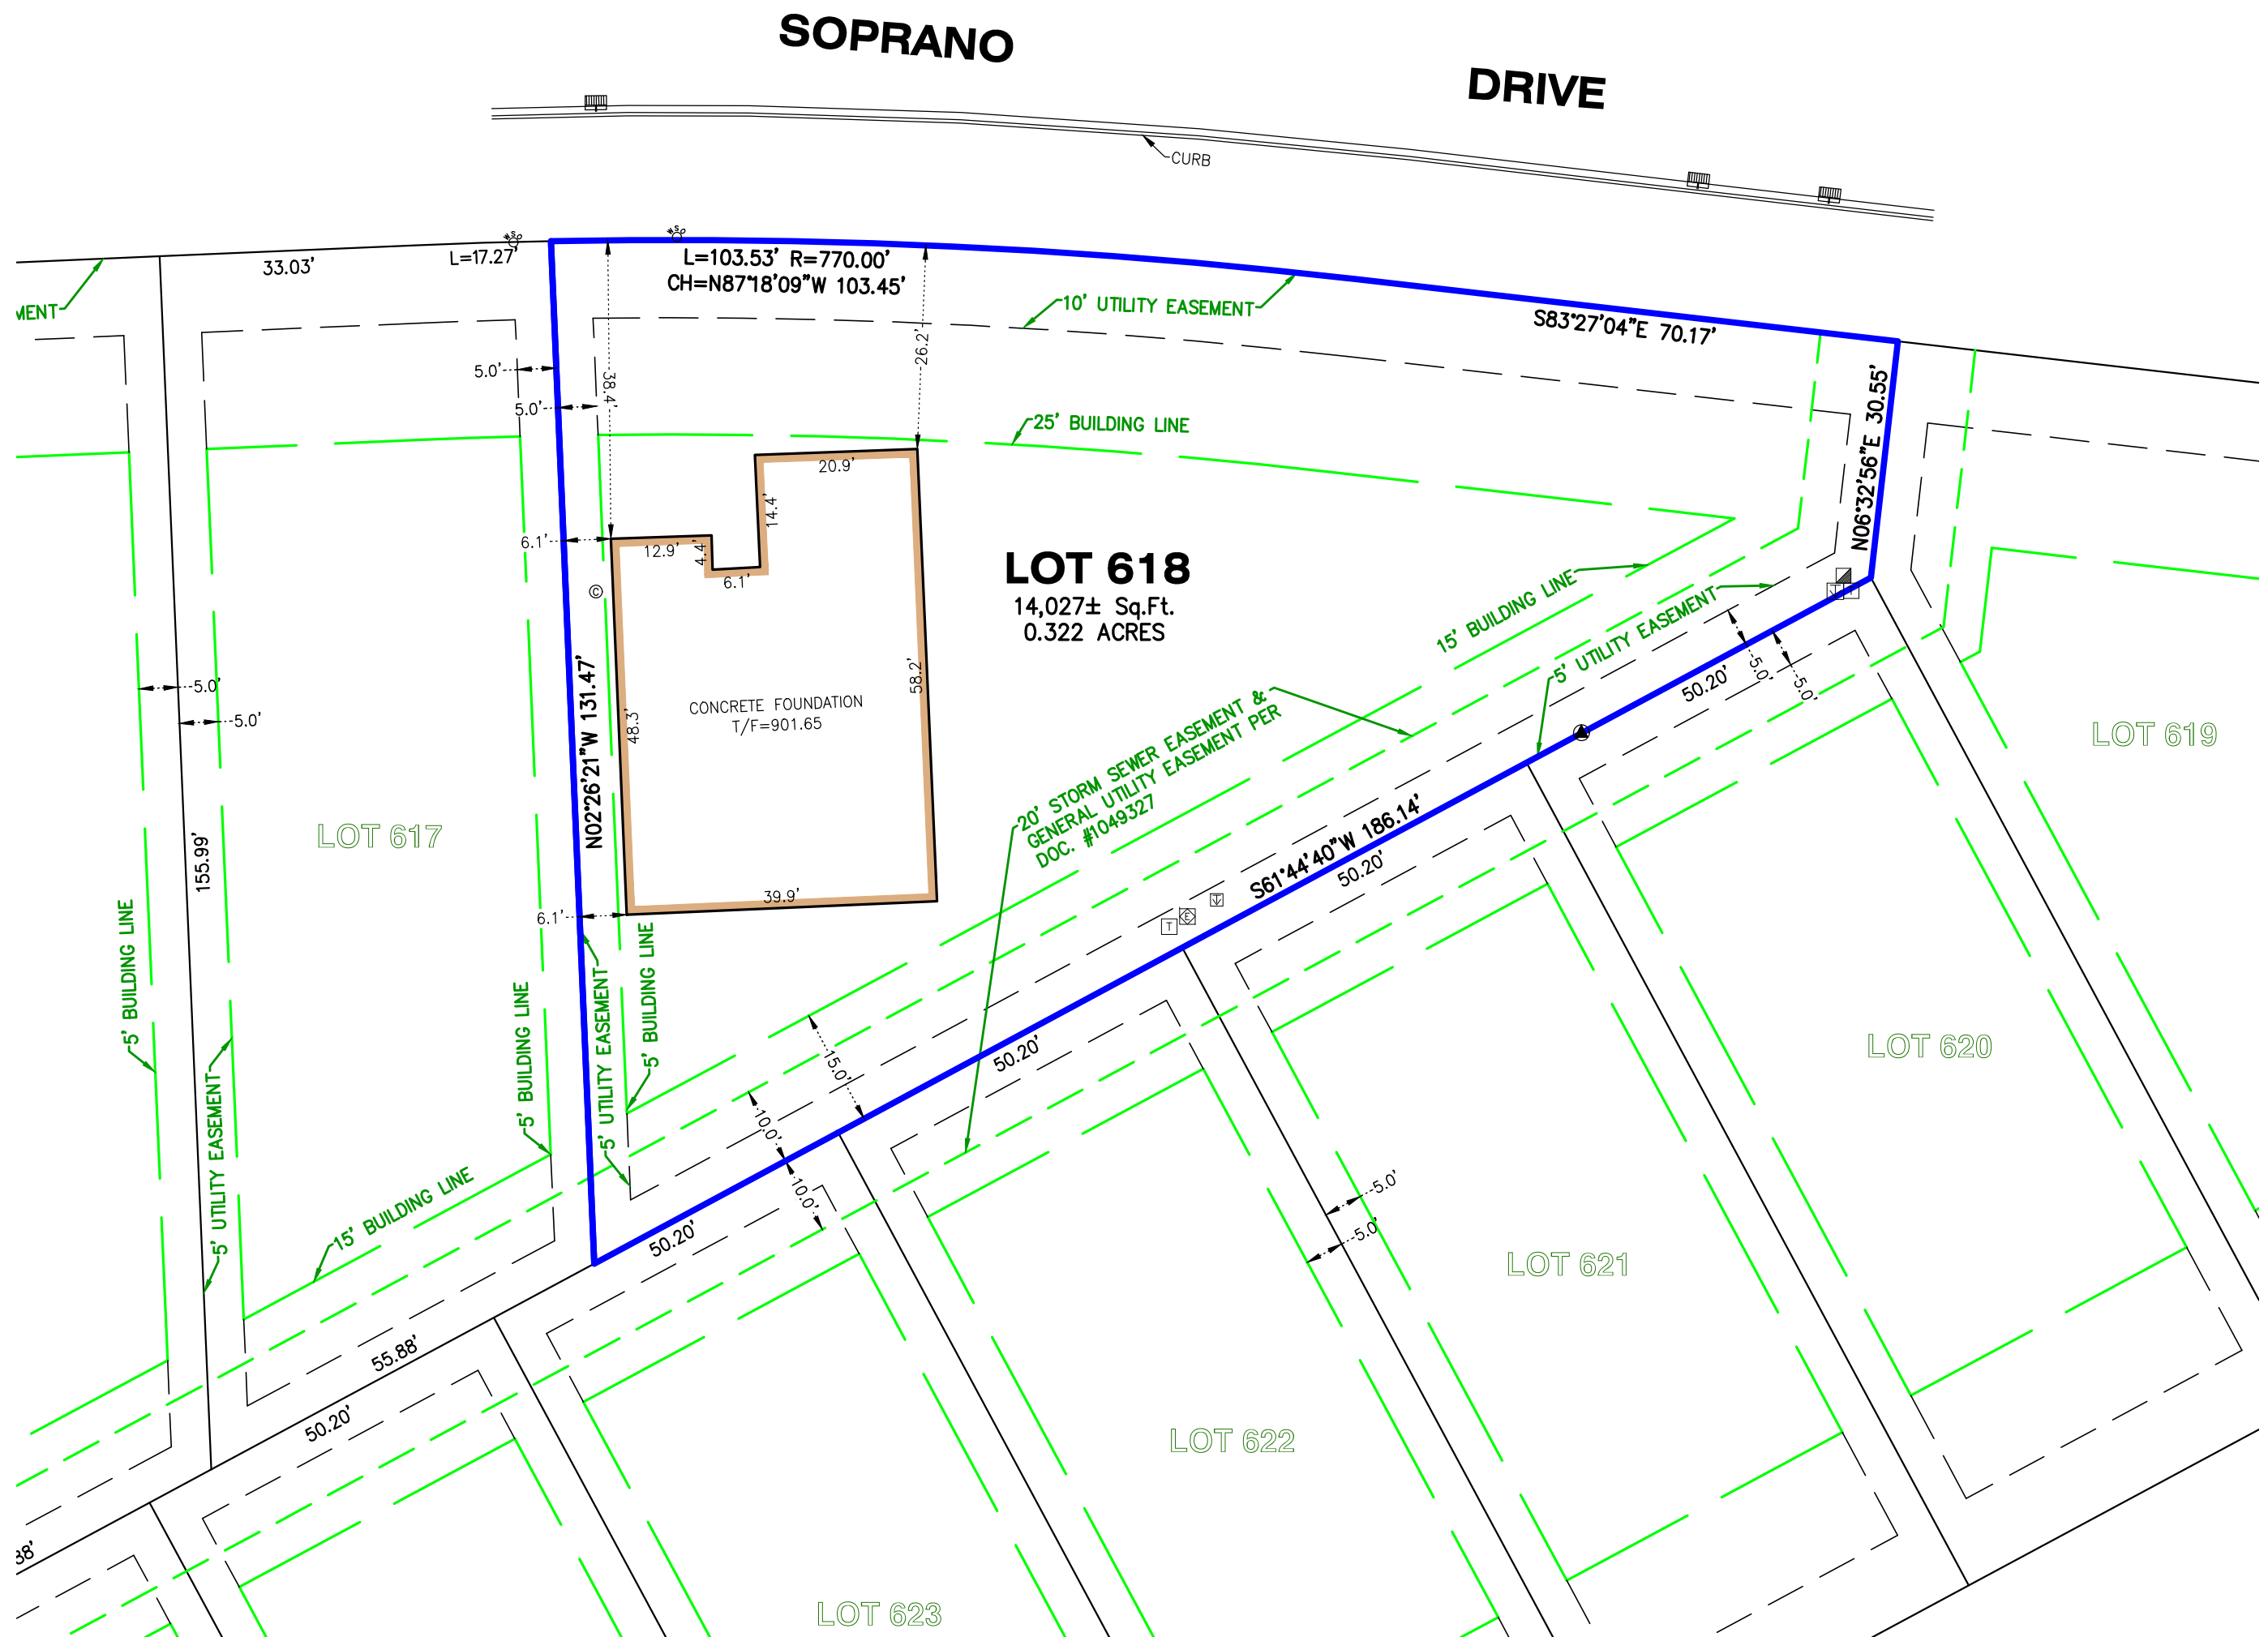 SOPRANO
DRIVE
CURB
33.03'
L=17.27'
L=103.53' R=770.00'
CH=N87°18'09"W 103.45'
10' UTILITY EASEMENT
S83°27'04"E 70.17'
MENT
5.0'
5.0'
38.4'
26.2'
25' BUILDING LINE
N06°32'56"E 30.55'
20.9'
14.4'
6.1'
12.9'
4.4'
6.1'
LOT 618
14,027± Sq.Ft.
0.322 ACRES
15' BUILDING LINE
5' UTILITY EASEMENT
5.0'
5.0'
50.20'
N02°26'21"W 131.47'
CONCRETE FOUNDATION
T/F=901.65
48.3'
58.2'
39.9'
6.1'
5.0'
5.0'
20' STORM SEWER EASEMENT &
GENERAL UTILITY EASEMENT PER
DOC. #1049327
S61°44'40"W 186.14'
50.20'
LOT 619
LOT 617
155.99'
T
E
5' BUILDING LINE
5' BUILDING LINE
5' UTILITY EASEMENT
5' BUILDING LINE
5' UTILITY EASEMENT
15.0'
10.0'
10.0'
50.20'
LOT 620
15' BUILDING LINE
50.20'
5.0'
5.0'
LOT 621
55.88'
50.20'
LOT 622
38'
LOT 623